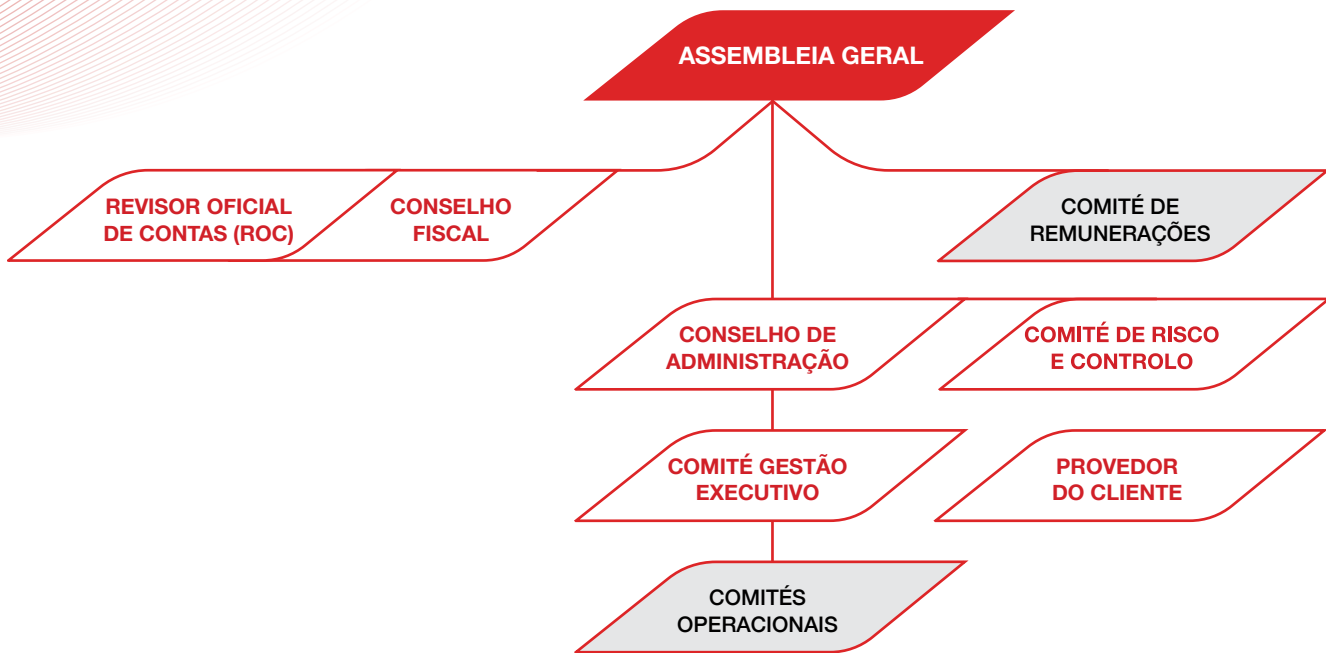 ASSEMBLEIA GERAL
REVISOR OFICIAL
DE CONTAS (ROC)
CONSELHO
FISCAL
COMITÉ DE
REMUNERAÇÕES
CONSELHO DE
ADMINISTRAÇÃO
COMITÉ DE RISCO
E CONTROLO
COMITÉ GESTÃO
EXECUTIVO
PROVEDOR
DO CLIENTE
COMITÉS
OPERACIONAIS